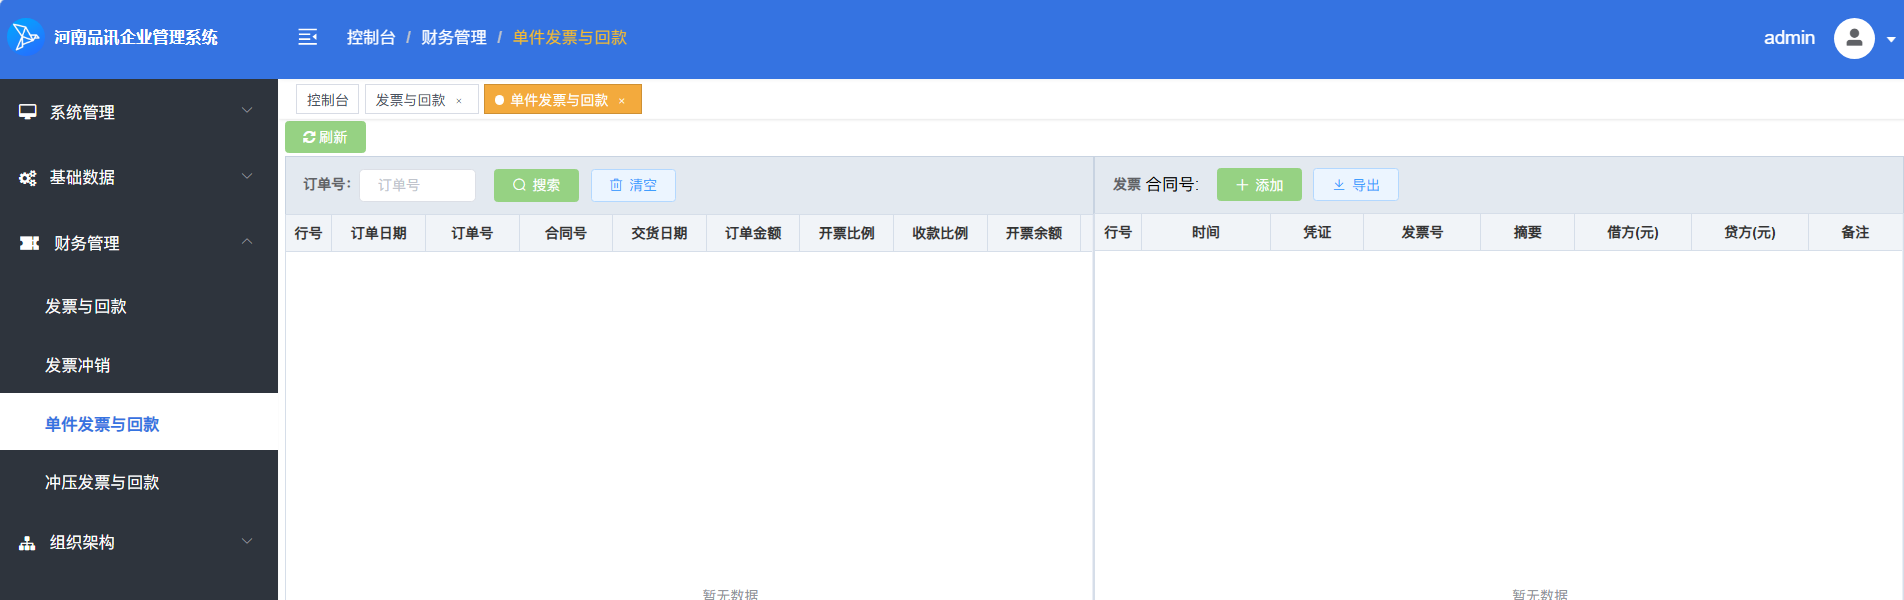 河南品讯企业管理系统
控制台 / 财务管理 / 单件发票与回款
admin
系统管理
基础数据
财务管理
发票与回款
发票冲销
单件发票与回款
冲压发票与回款
组织架构
控制台 发票与回款 × 单件发票与回款 ×
刷新
订单号: 订单号 搜索 清空
行号 订单日期 订单号 合同号 交货日期 订单金额 开票比例 收款比例 开票余额
暂无数据
发票 合同号: 添加 导出
行号 时间 凭证 发票号 摘要 借方(元) 贷方(元) 备注
暂无数据